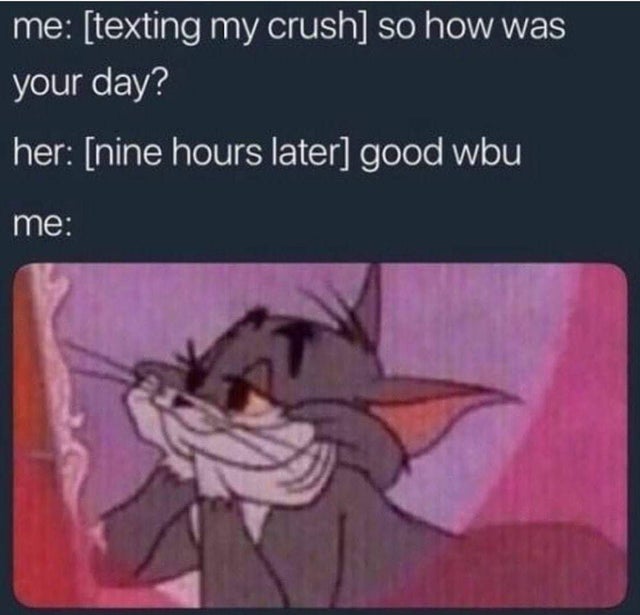 me: [texting my crush] so how was
your day?
her: [nine hours later] good wbu
me: